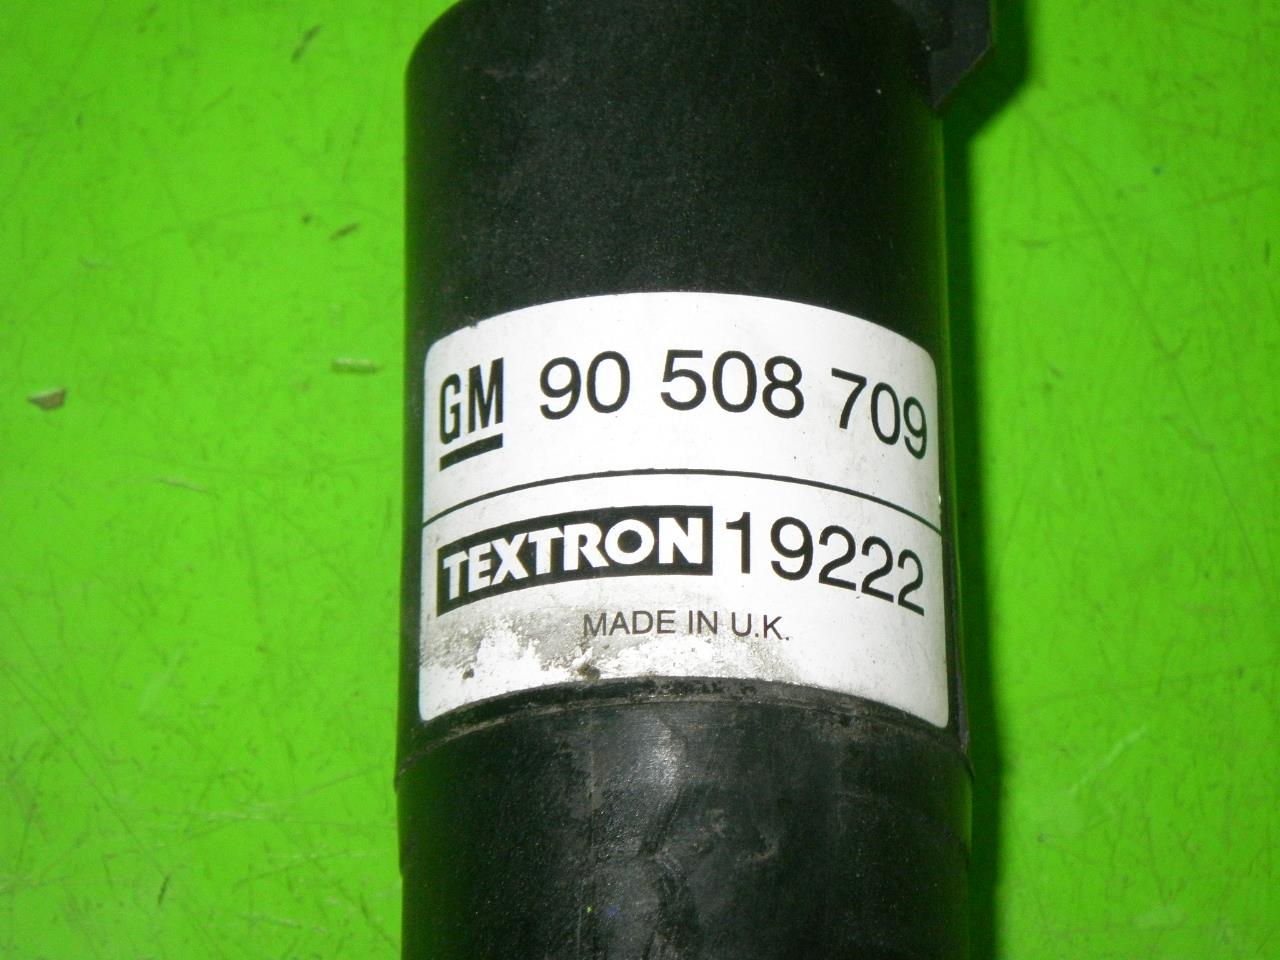 GM 90 508 709
TEXTRON 19222
MADE IN U.K.